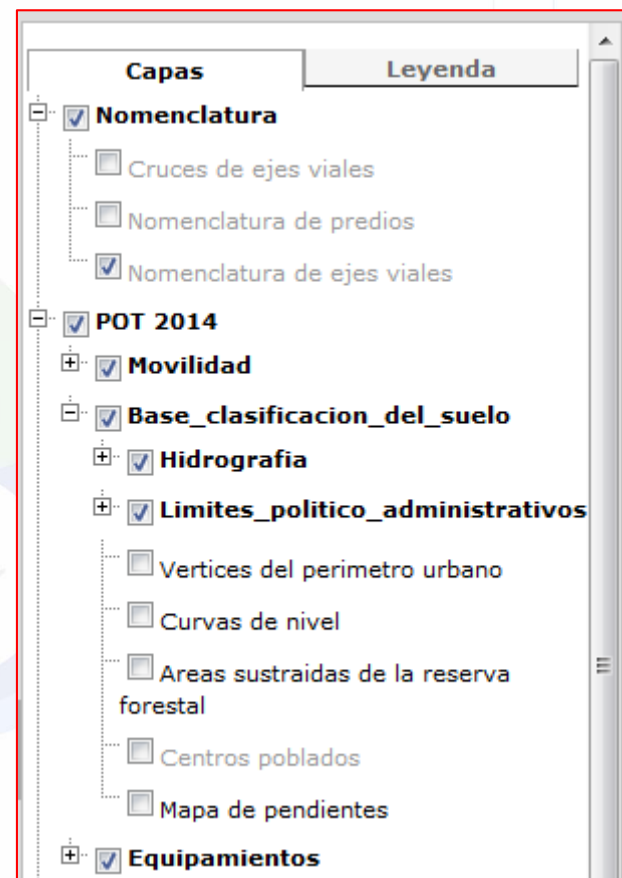 Capas
Leyenda
Nomenclatura
Cruces de ejes viales
Nomenclatura de predios
Nomenclatura de ejes viales
POT 2014
Movilidad
Base_clasificacion_del_suelo
Hidrografia
Limites_politico_administrativos
Vertices del perimetro urbano
Curvas de nivel
Areas sustraidas de la reserva
forestal
Centros poblados
Mapa de pendientes
Equipamientos